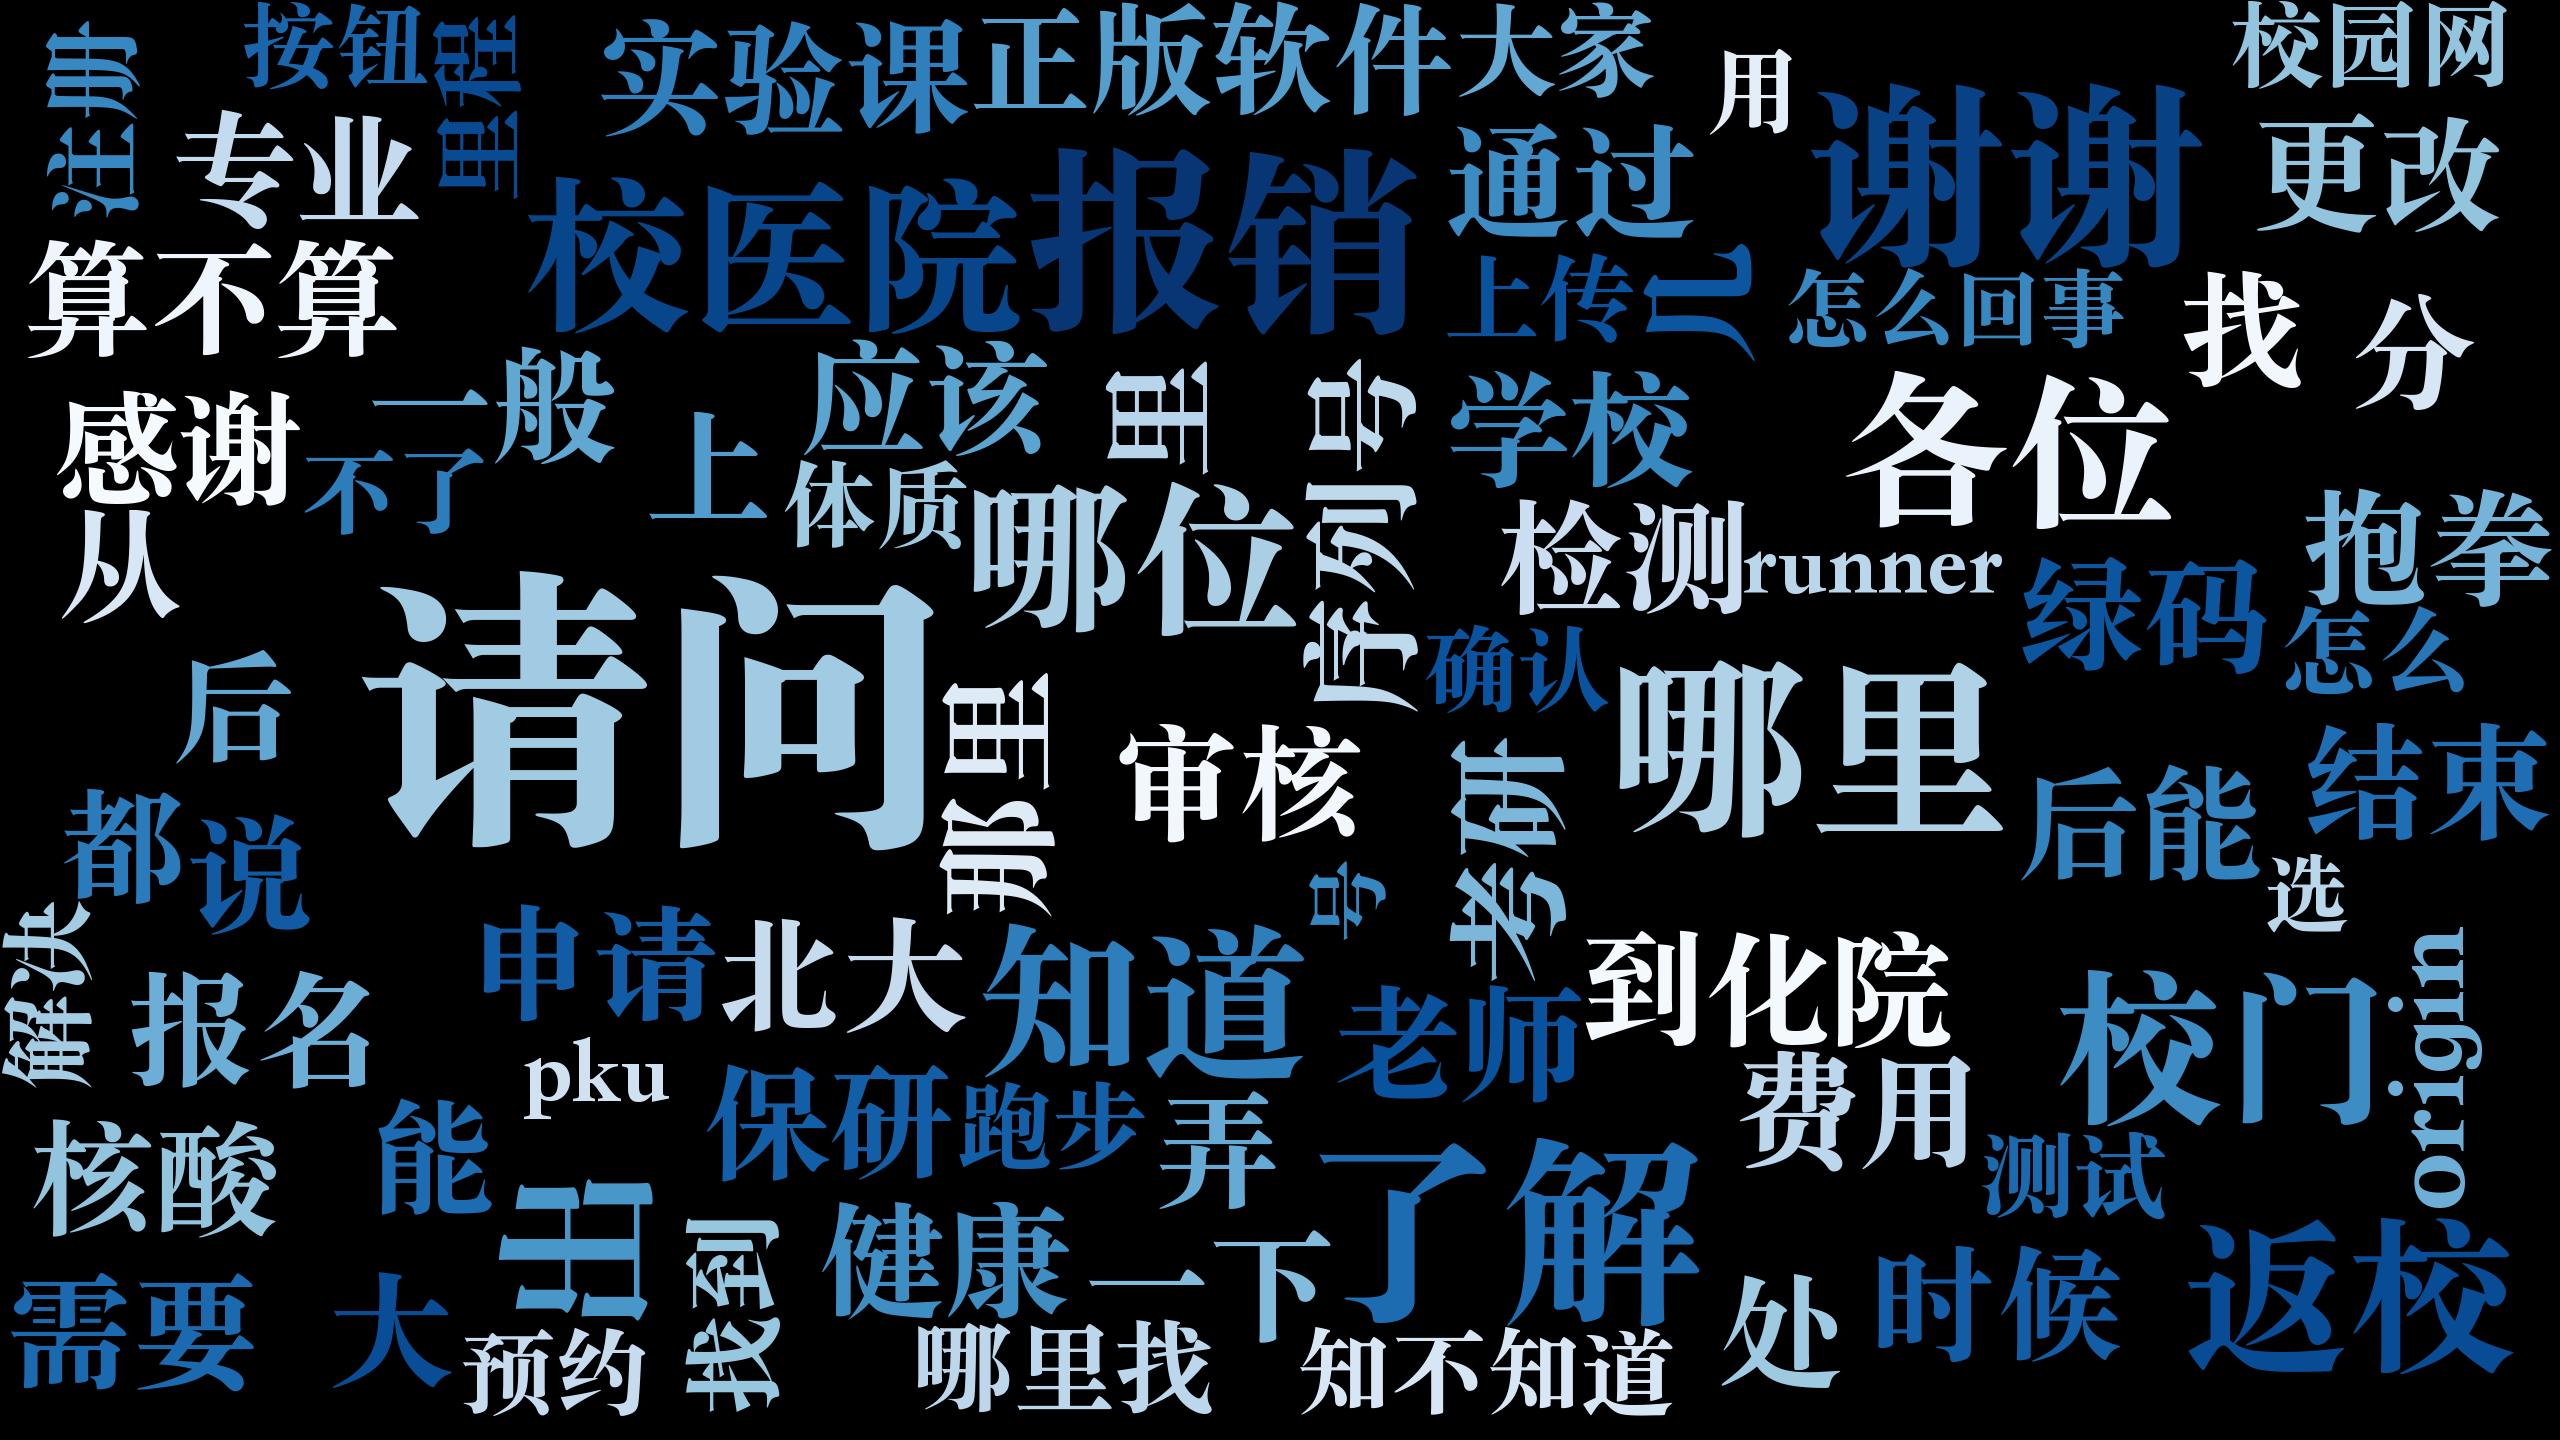 注册
按钮
里程
实验课
正版软件
大家
用
校园网
专业
校医院
报销
通过
谢谢
更改
算不算
上传
几
怎么回事
找
分
感谢
一般
不了
上
应该
体质
里
序列号
学校
各位
从
哪位
检测
runner
绿码
抱拳
怎么
请问
后
那里
审核
确认
哪里
考研
结束
后能
都
说
号
选
解决
报名
申请
北大
知道
老师
到化院
校门
origin
pku
保研
跑步
弄
费用
测试
核酸
能
出
找到
健康
一下
了解
返校
需要
大
预约
哪里找
知不知道
处
时候